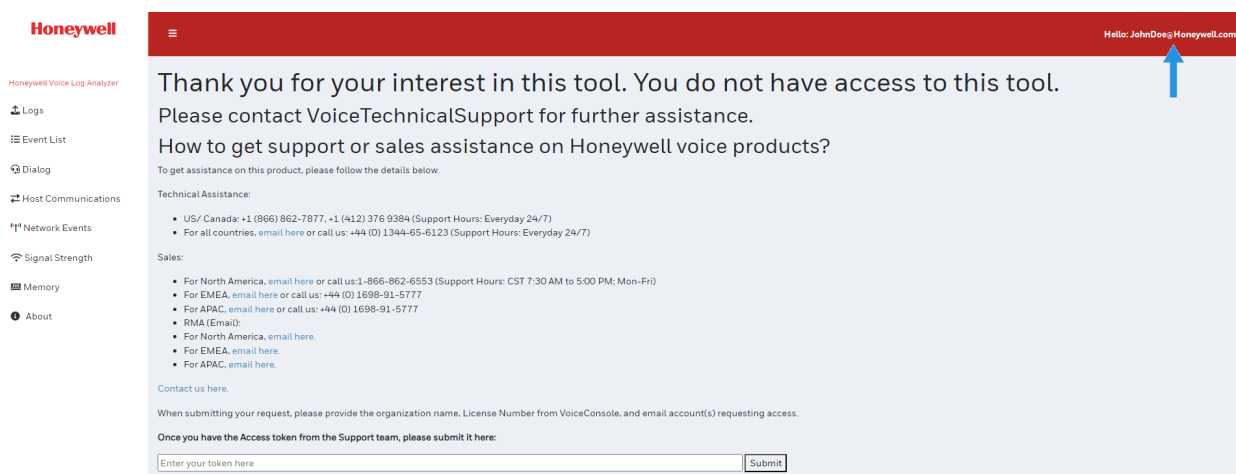 Honeywell
Hello: JohnDoe@Honeywell.com
Honeywell Voice Log Analyzer
Logs
Event List
Dialog
Host Communications
Network Events
Signal Strength
Memory
About
Thank you for your interest in this tool. You do not have access to this tool.
Please contact VoiceTechnicalSupport for further assistance.
How to get support or sales assistance on Honeywell voice products?
To get assistance on this product, please follow the details below.
Technical Assistance:
US/ Canada: +1 (866) 862-7877, +1 (412) 376 9384 (Support Hours: Everyday 24/7)
For all countries, email here or call us: +44 (0) 1344-65-6123 (Support Hours: Everyday 24/7)
Sales:
For North America, email here or call us:1-866-862-6553 (Support Hours: CST 7:30 AM to 5:00 PM; Mon-Fri)
For EMEA, email here or call us: +44 (0) 1698-91-5777
For APAC, email here or call us: +44 (0) 1698-91-5777
RMA (Email):
For North America, email here.
For EMEA, email here.
For APAC, email here.
Contact us here.
When submitting your request, please provide the organization name, License Number from VoiceConsole, and email account(s) requesting access.
Once you have the Access token from the Support team, please submit it here:
Enter your token here
Submit